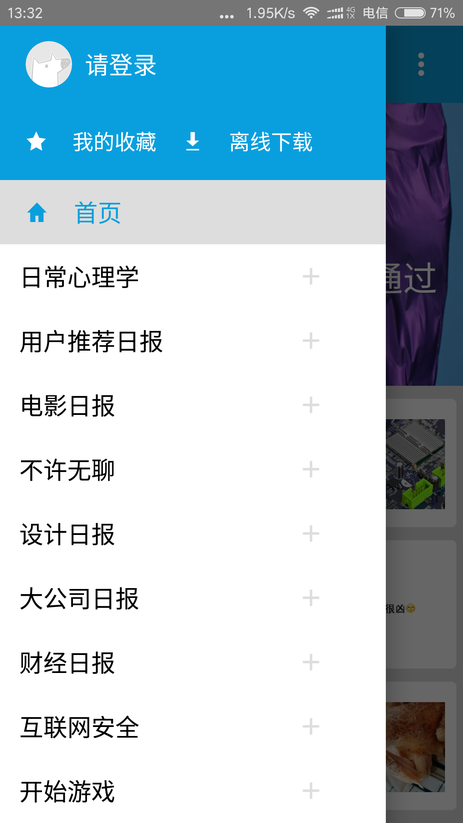 13:32 ... 1.95K/s 4G 1X 电信 71%
请登录
我的收藏 离线下载
首页
通过
日常心理学
用户推荐日报
电影日报
不许无聊
设计日报
大公司日报
很凶
财经日报
互联网安全
开始游戏